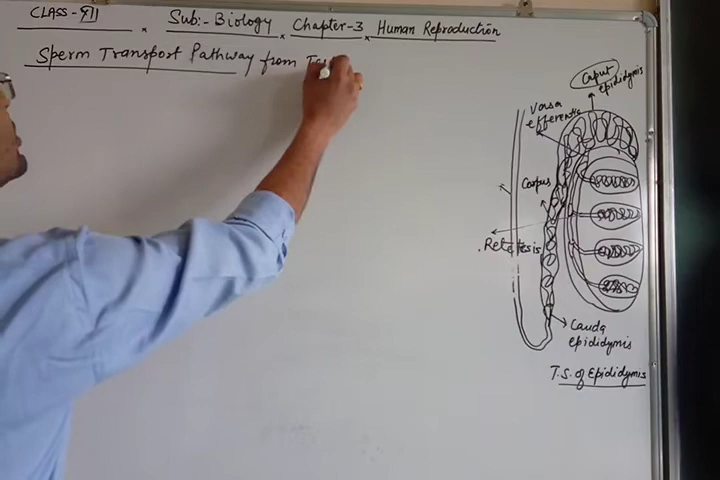 CLASS-XII Sub:- Biology Chapter-3 Human Reproduction
Sperm Transport Pathway from Tes
Caput
epididymis
Vasa
efferentia
Corpus
Rete testis
Cauda
epididymis
T.S. of Epididymis